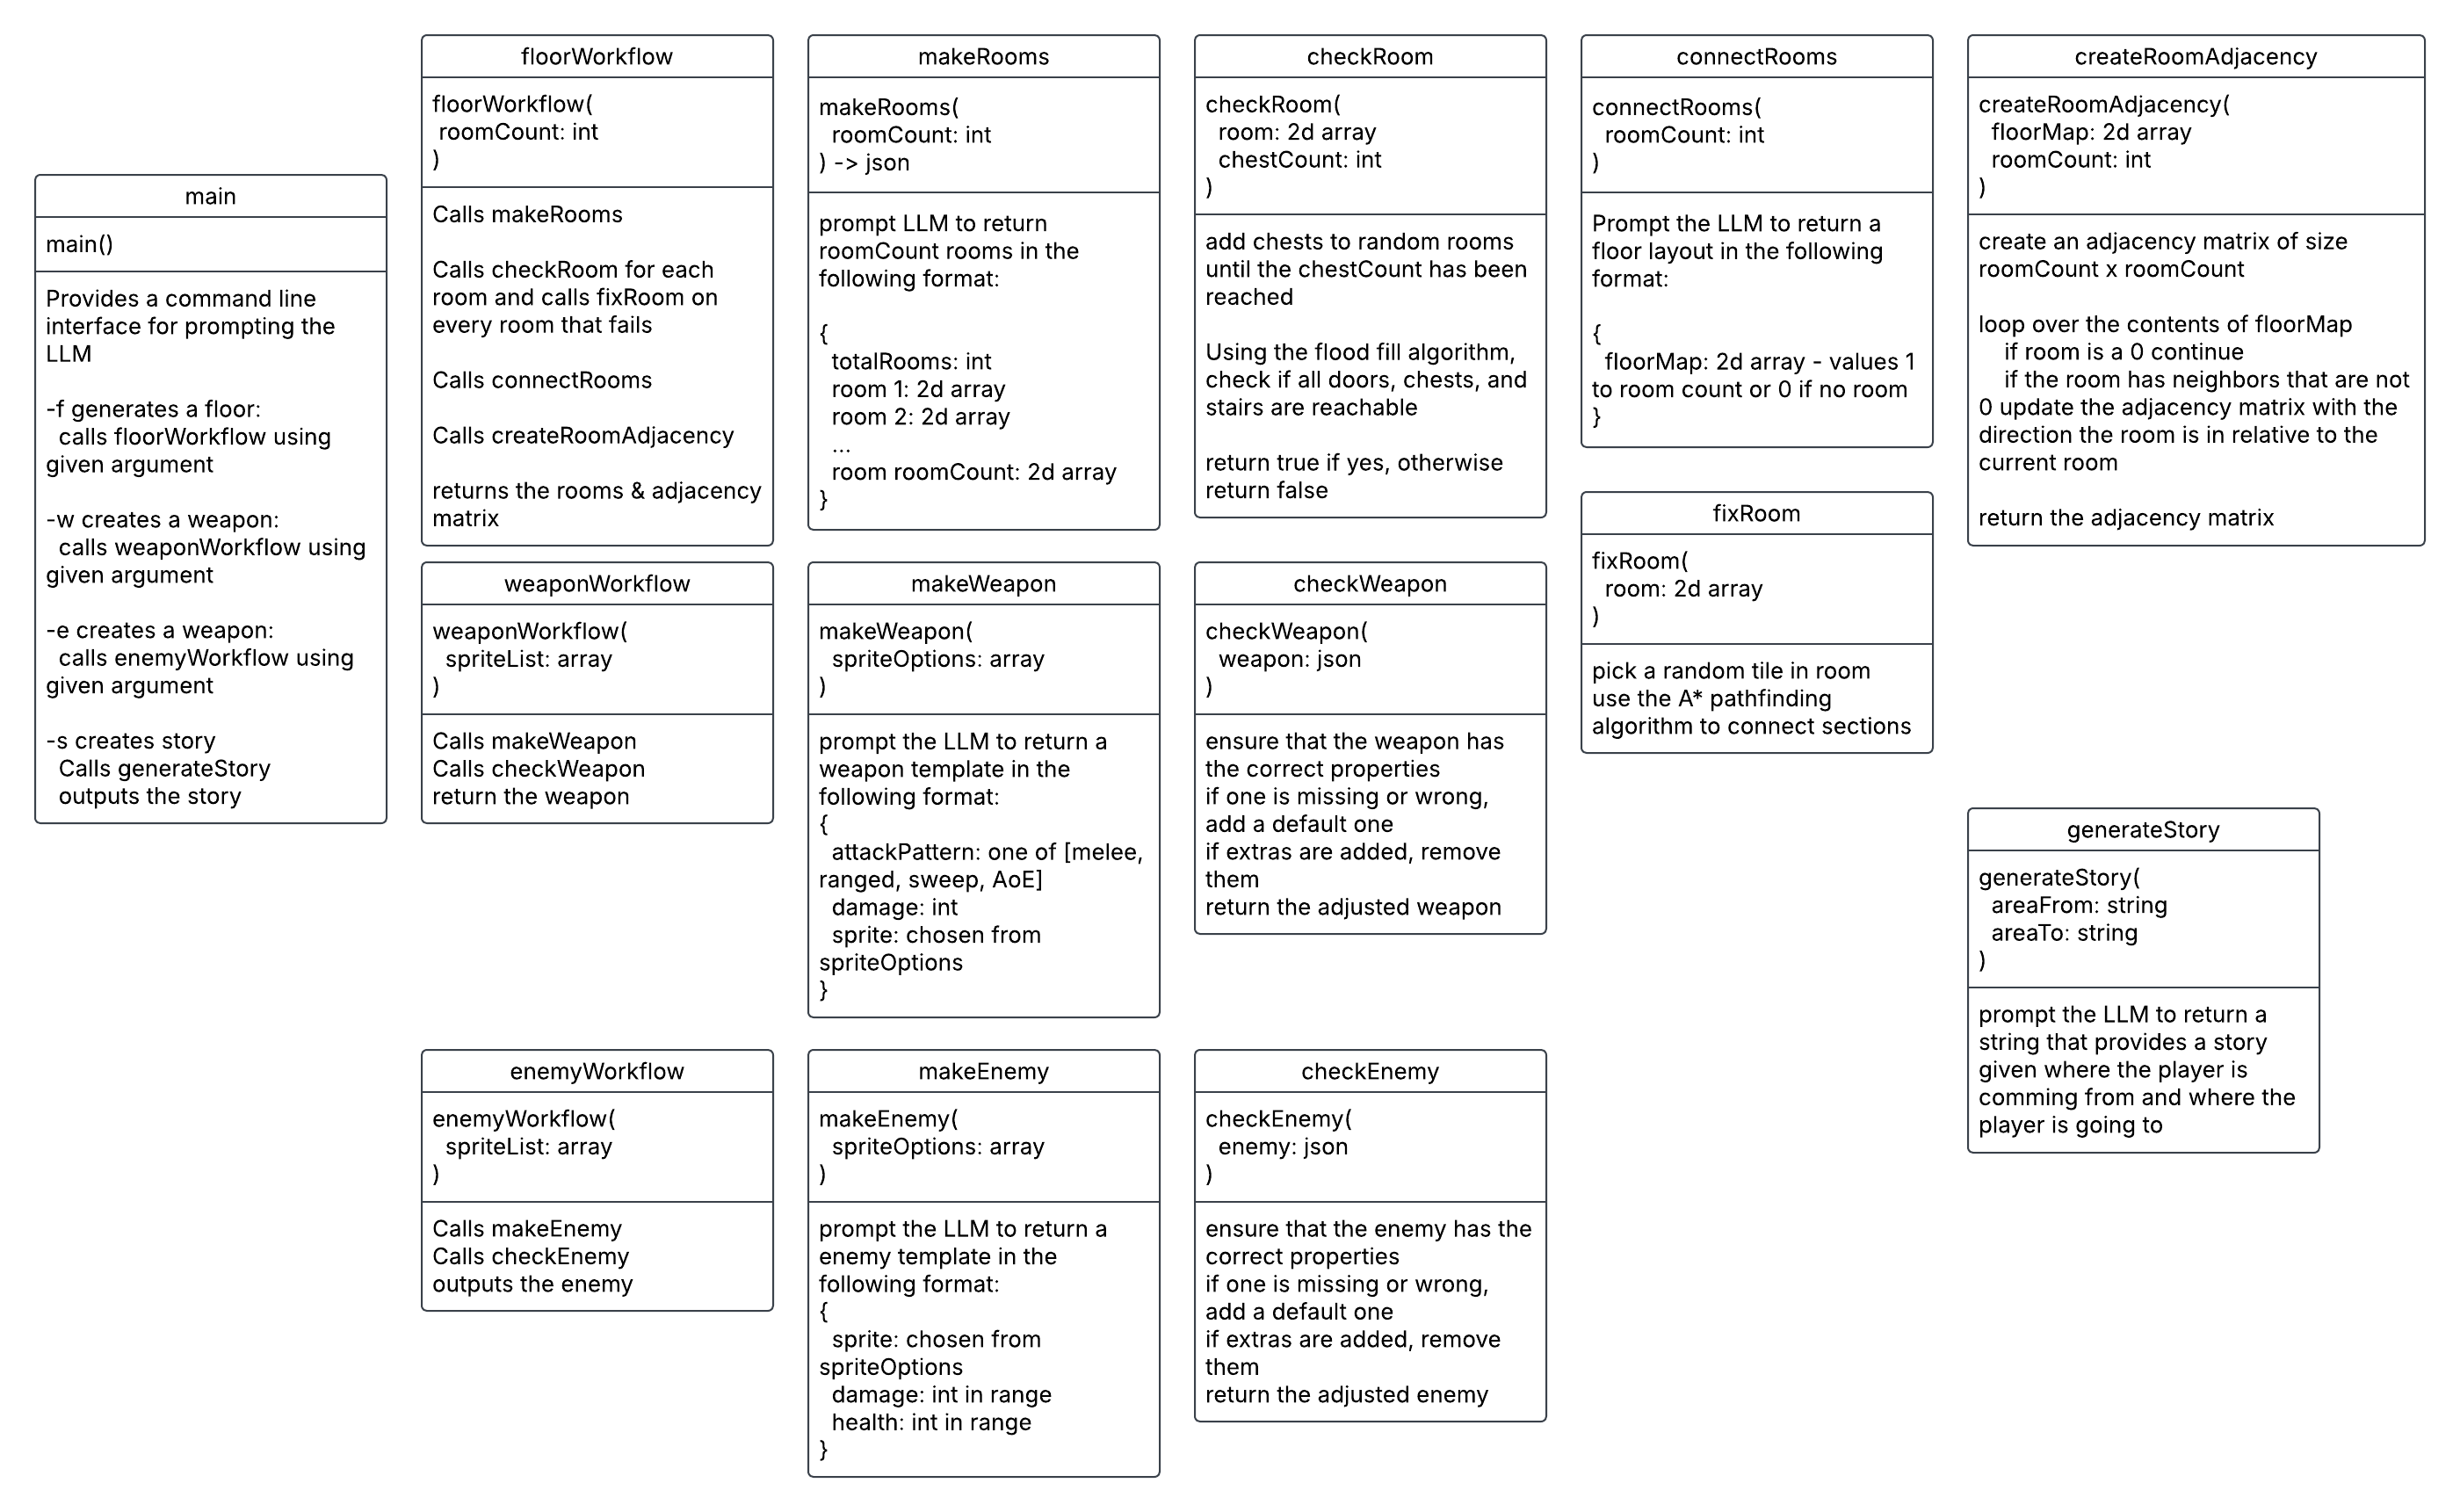 main
main()
Provides a command line
interface for prompting the
LLM
-f generates a floor:
calls floorWorkflow using
given argument
-w creates a weapon:
calls weaponWorkflow using
given argument
-e creates a weapon:
calls enemyWorkflow using
given argument
-s creates story
Calls generateStory
outputs the story
floorWorkflow
floorWorkflow(
roomCount: int
)
Calls makeRooms
Calls checkRoom for each
room and calls fixRoom on
every room that fails
Calls connectRooms
Calls createRoomAdjacency
returns the rooms & adjacency
matrix
makeRooms
makeRooms(
roomCount: int
) -> json
prompt LLM to return
roomCount rooms in the
following format:
{
totalRooms: int
room 1: 2d array
room 2: 2d array
...
room roomCount: 2d array
}
checkRoom
checkRoom(
room: 2d array
chestCount: int
)
add chests to random rooms
until the chestCount has been
reached
Using the flood fill algorithm,
check if all doors, chests, and
stairs are reachable
return true if yes, otherwise
return false
connectRooms
connectRooms(
roomCount: int
)
Prompt the LLM to return a
floor layout in the following
format:
{
floorMap: 2d array - values 1
to room count or 0 if no room
}
createRoomAdjacency
createRoomAdjacency(
floorMap: 2d array
roomCount: int
)
create an adjacency matrix of size
roomCount x roomCount
loop over the contents of floorMap
if room is a 0 continue
if the room has neighbors that are not
0 update the adjacency matrix with the
direction the room is in relative to the
current room
return the adjacency matrix
fixRoom
fixRoom(
room: 2d array
)
pick a random tile in room
use the A* pathfinding
algorithm to connect sections
weaponWorkflow
weaponWorkflow(
spriteList: array
)
Calls makeWeapon
Calls checkWeapon
return the weapon
makeWeapon
makeWeapon(
spriteOptions: array
)
prompt the LLM to return a
weapon template in the
following format:
{
attackPattern: one of [melee,
ranged, sweep, AoE]
damage: int
sprite: chosen from
spriteOptions
}
checkWeapon
checkWeapon(
weapon: json
)
ensure that the weapon has
the correct properties
if one is missing or wrong,
add a default one
if extras are added, remove
them
return the adjusted weapon
generateStory
generateStory(
areaFrom: string
areaTo: string
)
prompt the LLM to return a
string that provides a story
given where the player is
comming from and where the
player is going to
enemyWorkflow
enemyWorkflow(
spriteList: array
)
Calls makeEnemy
Calls checkEnemy
outputs the enemy
makeEnemy
makeEnemy(
spriteOptions: array
)
prompt the LLM to return a
enemy template in the
following format:
{
sprite: chosen from
spriteOptions
damage: int in range
health: int in range
}
checkEnemy
checkEnemy(
enemy: json
)
ensure that the enemy has the
correct properties
if one is missing or wrong,
add a default one
if extras are added, remove
them
return the adjusted enemy